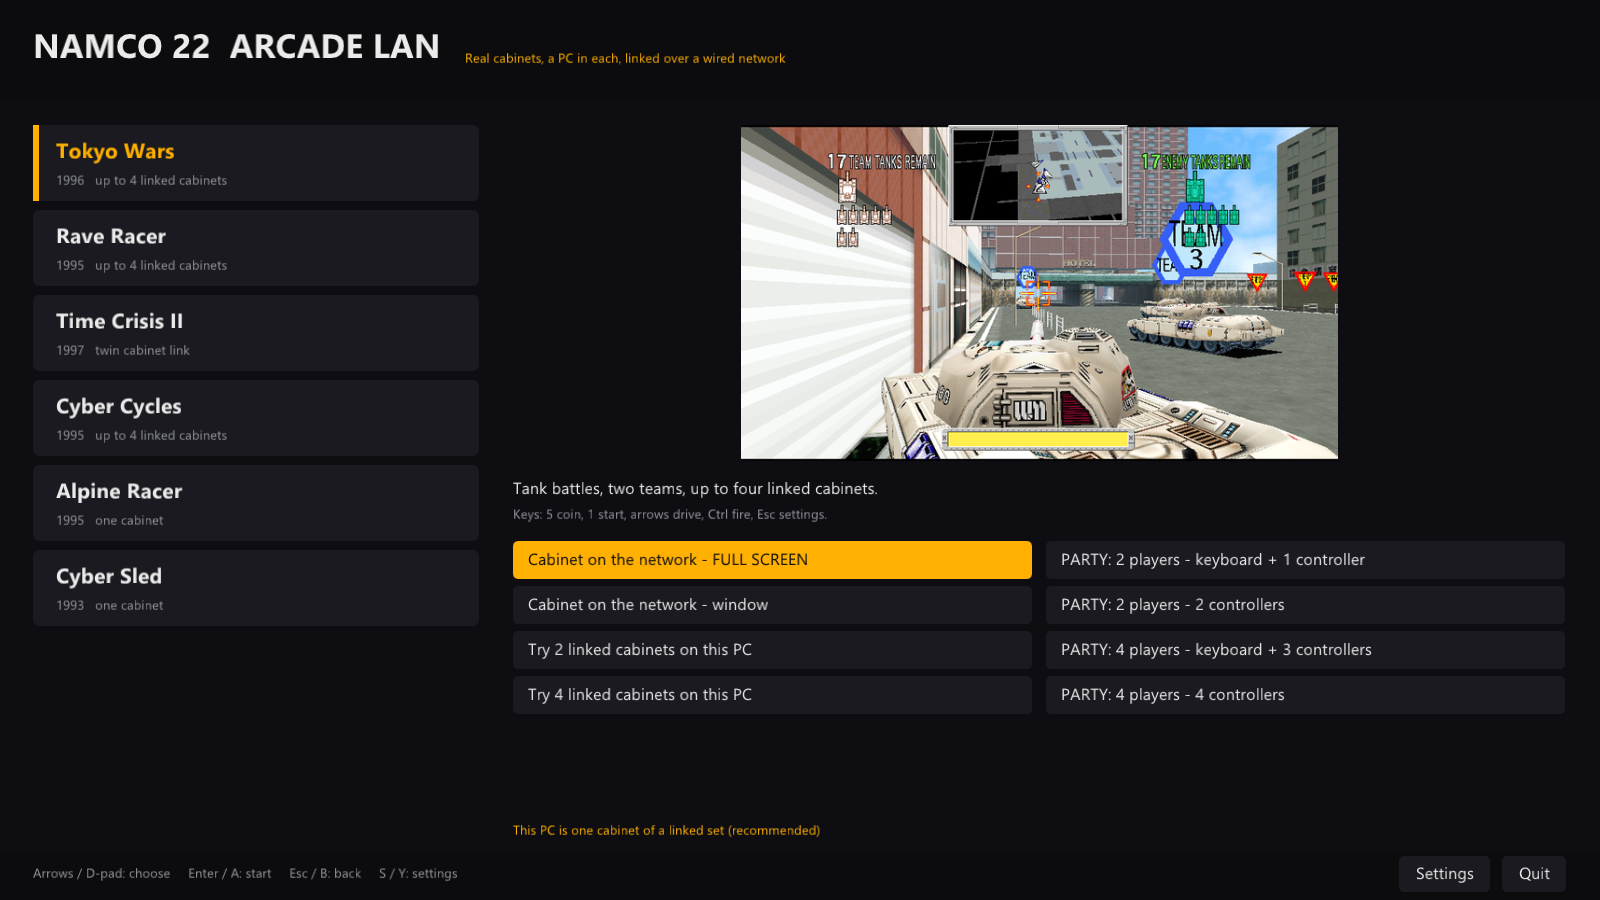 NAMCO 22 ARCADE LAN
Real cabinets, a PC in each, linked over a wired network
Tokyo Wars
1996 up to 4 linked cabinets
Rave Racer
1995 up to 4 linked cabinets
Time Crisis II
1997 twin cabinet link
Cyber Cycles
1995 up to 4 linked cabinets
Alpine Racer
1995 one cabinet
Cyber Sled
1993 one cabinet
17 TEAM TANKS REMAIN
17 ENEMY TANKS REMAIN
TEAM
3
HOTEL
Tank battles, two teams, up to four linked cabinets.
Keys: 5 coin, 1 start, arrows drive, Ctrl fire, Esc settings.
Cabinet on the network - FULL SCREEN
Cabinet on the network - window
Try 2 linked cabinets on this PC
Try 4 linked cabinets on this PC
PARTY: 2 players - keyboard + 1 controller
PARTY: 2 players - 2 controllers
PARTY: 4 players - keyboard + 3 controllers
PARTY: 4 players - 4 controllers
This PC is one cabinet of a linked set (recommended)
Arrows / D-pad: choose Enter / A: start Esc / B: back S / Y: settings
Settings
Quit